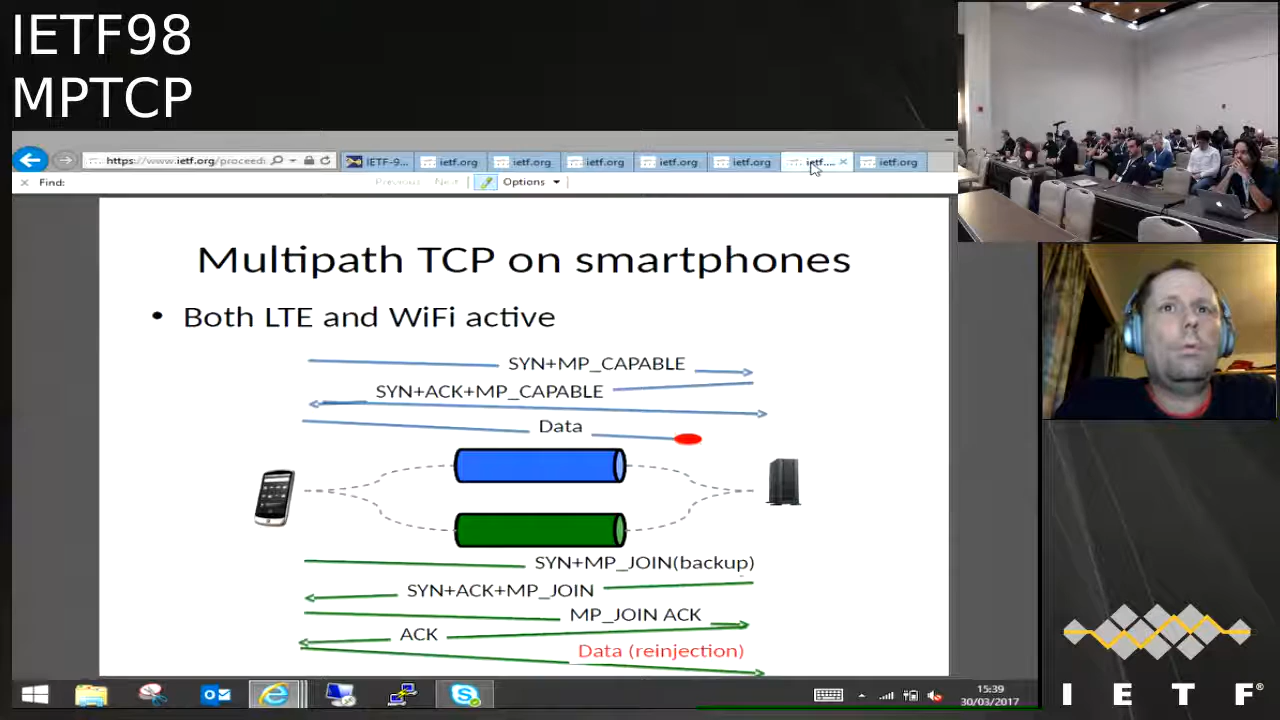 IETF98
MPTCP
https://www.ietf.org/proceedi
IETF-9...
ietf.org
ietf.org
ietf.org
ietf.org
ietf.org
ietf....
ietf.org
Find:
Previous
Next
Options
Multipath TCP on smartphones
• Both LTE and WiFi active
SYN+MP_CAPABLE
SYN+ACK+MP_CAPABLE
Data
SYN+MP_JOIN(backup)
SYN+ACK+MP_JOIN
MP_JOIN ACK
ACK
Data (reinjection)
15:39
30/03/2017
I E T F®